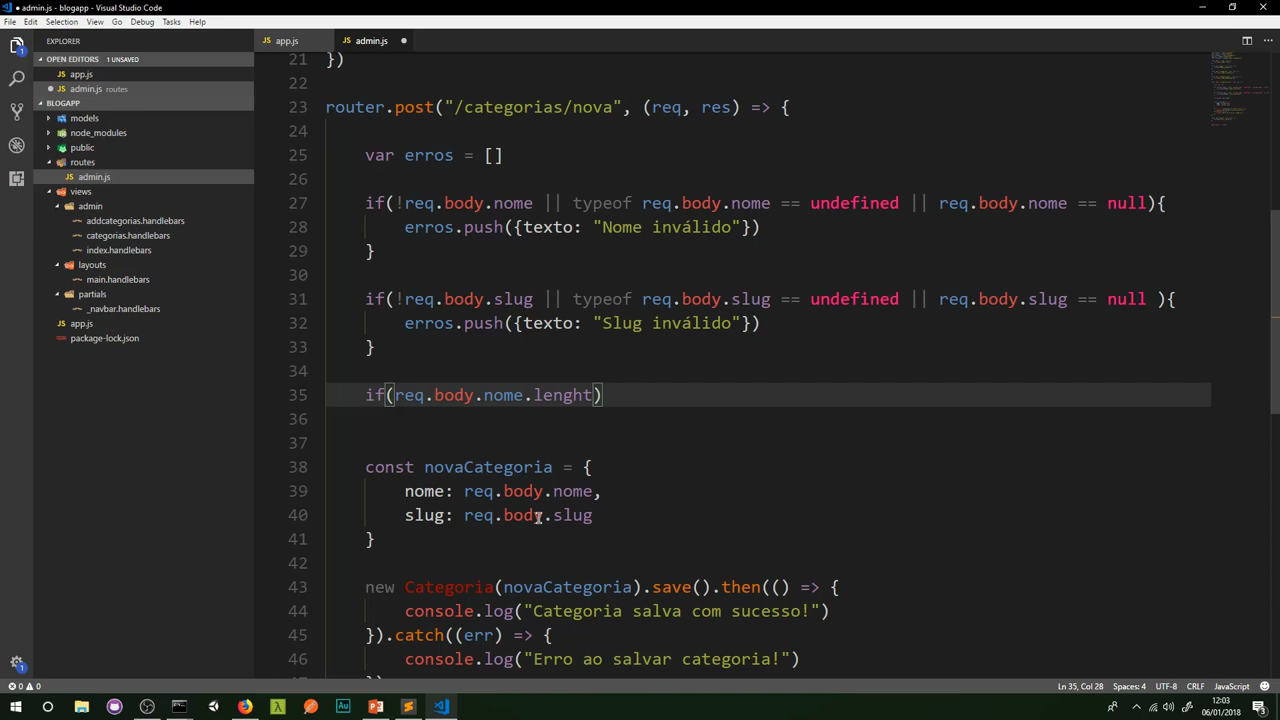 admin.js - blogapp - Visual Studio Code
File Edit Selection View Go Debug Tasks Help
EXPLORER
OPEN EDITORS 1 UNSAVED
app.js
admin.js routes
BLOGAPP
models
node_modules
public
routes
admin.js
views
admin
addcategorias.handlebars
categorias.handlebars
index.handlebars
layouts
main.handlebars
partials
_navbar.handlebars
app.js
package-lock.json
app.js admin.js
21 })
22
23 router.post("/categorias/nova", (req, res) => {
24
25 var erros = []
26
27 if(!req.body.nome || typeof req.body.nome == undefined || req.body.nome == null){
28 erros.push({texto: "Nome inválido"})
29 }
30
31 if(!req.body.slug || typeof req.body.slug == undefined || req.body.slug == null ){
32 erros.push({texto: "Slug inválido"})
33 }
34
35 if(req.body.nome.lenght)
36
37
38 const novaCategoria = {
39 nome: req.body.nome,
40 slug: req.body.slug
41 }
42
43 new Categoria(novaCategoria).save().then(() => {
44 console.log("Categoria salva com sucesso!")
45 }).catch((err) => {
46 console.log("Erro ao salvar categoria!")
0 0 Ln 35, Col 28 Spaces: 4 UTF-8 CRLF JavaScript
12:03
06/01/2018